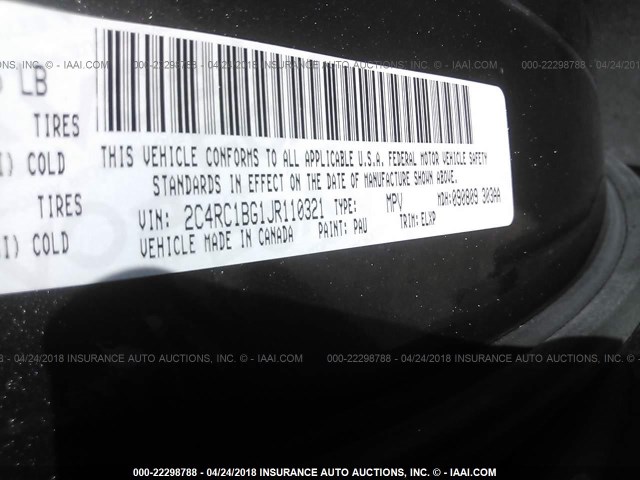 IAAI.COM 000-22298788 - 04/24/2018 INSURANCE AUTO AUCTIONS, INC. - © IAAI.COM 000-22298788 - 04/24/2018
LB
TIRES
COLD
TIRES
COLD
THIS VEHICLE CONFORMS TO ALL APPLICABLE U.S.A. FEDERAL MOTOR VEHICLE SAFETY
STANDARDS IN EFFECT ON THE DATE OF MANUFACTURE SHOWN ABOVE.
VIN: 2C4RC1BG1JR110321 TYPE: MPV MDH:090809 303AA
VEHICLE MADE IN CANADA PAINT: PAU TRIM:ELXP
04/24/2018 INSURANCE AUTO AUCTIONS, INC. - © IAAI.COM 000-22298788 - 04/24/2018 INSURANCE AUTO AUCTIONS, INC. - © IAAI.COM
000-22298788 - 04/24/2018 INSURANCE AUTO AUCTIONS, INC. - © IAAI.COM